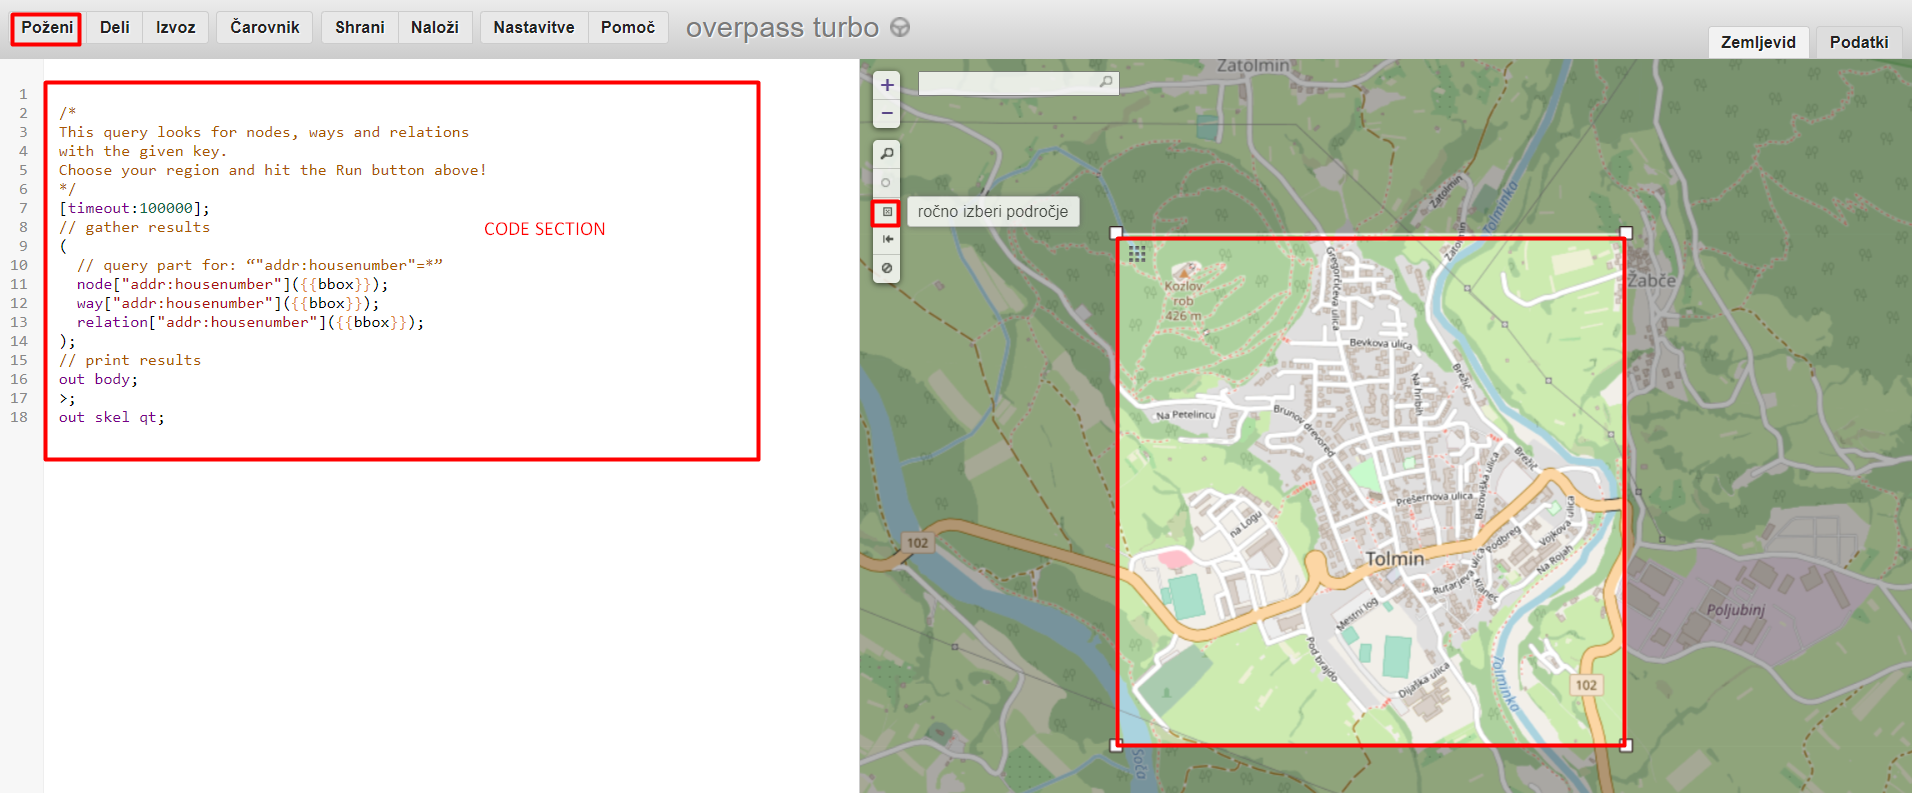 Poženi Deli Izvoz Čarovnik Shrani Naloži Nastavitve Pomoč overpass turbo
Zemljevid Podatki
1
2 /*
3 This query looks for nodes, ways and relations
4 with the given key.
5 Choose your region and hit the Run button above!
6 */
7 [timeout:100000];
8 // gather results
9 (
10 // query part for: “"addr:housenumber"=*”
11 node["addr:housenumber"]({{bbox}});
12 way["addr:housenumber"]({{bbox}});
13 relation["addr:housenumber"]({{bbox}});
14 );
15 // print results
16 out body;
17 >;
18 out skel qt;
CODE SECTION
+
−
ročno izberi področje
Zatolmin
Zatolmin
Tolminka
Zatolmin
Žabče
Kozlov
rob
426 m
Gregorčičeva ulica
Bevkova ulica
Na hribih
Brežič
Na Petelincu
Brunov drevored
Brežič
Bazoviška ulica
Prešernova ulica
na Logu
Vojkova ulica
Podbreg
Na Rojah
102
Tolmin
Rutarjeva ulica
Klanec
Mestni log
Poljubinj
Pod brajdo
Dijaška ulica
Tolminka
102
Soča